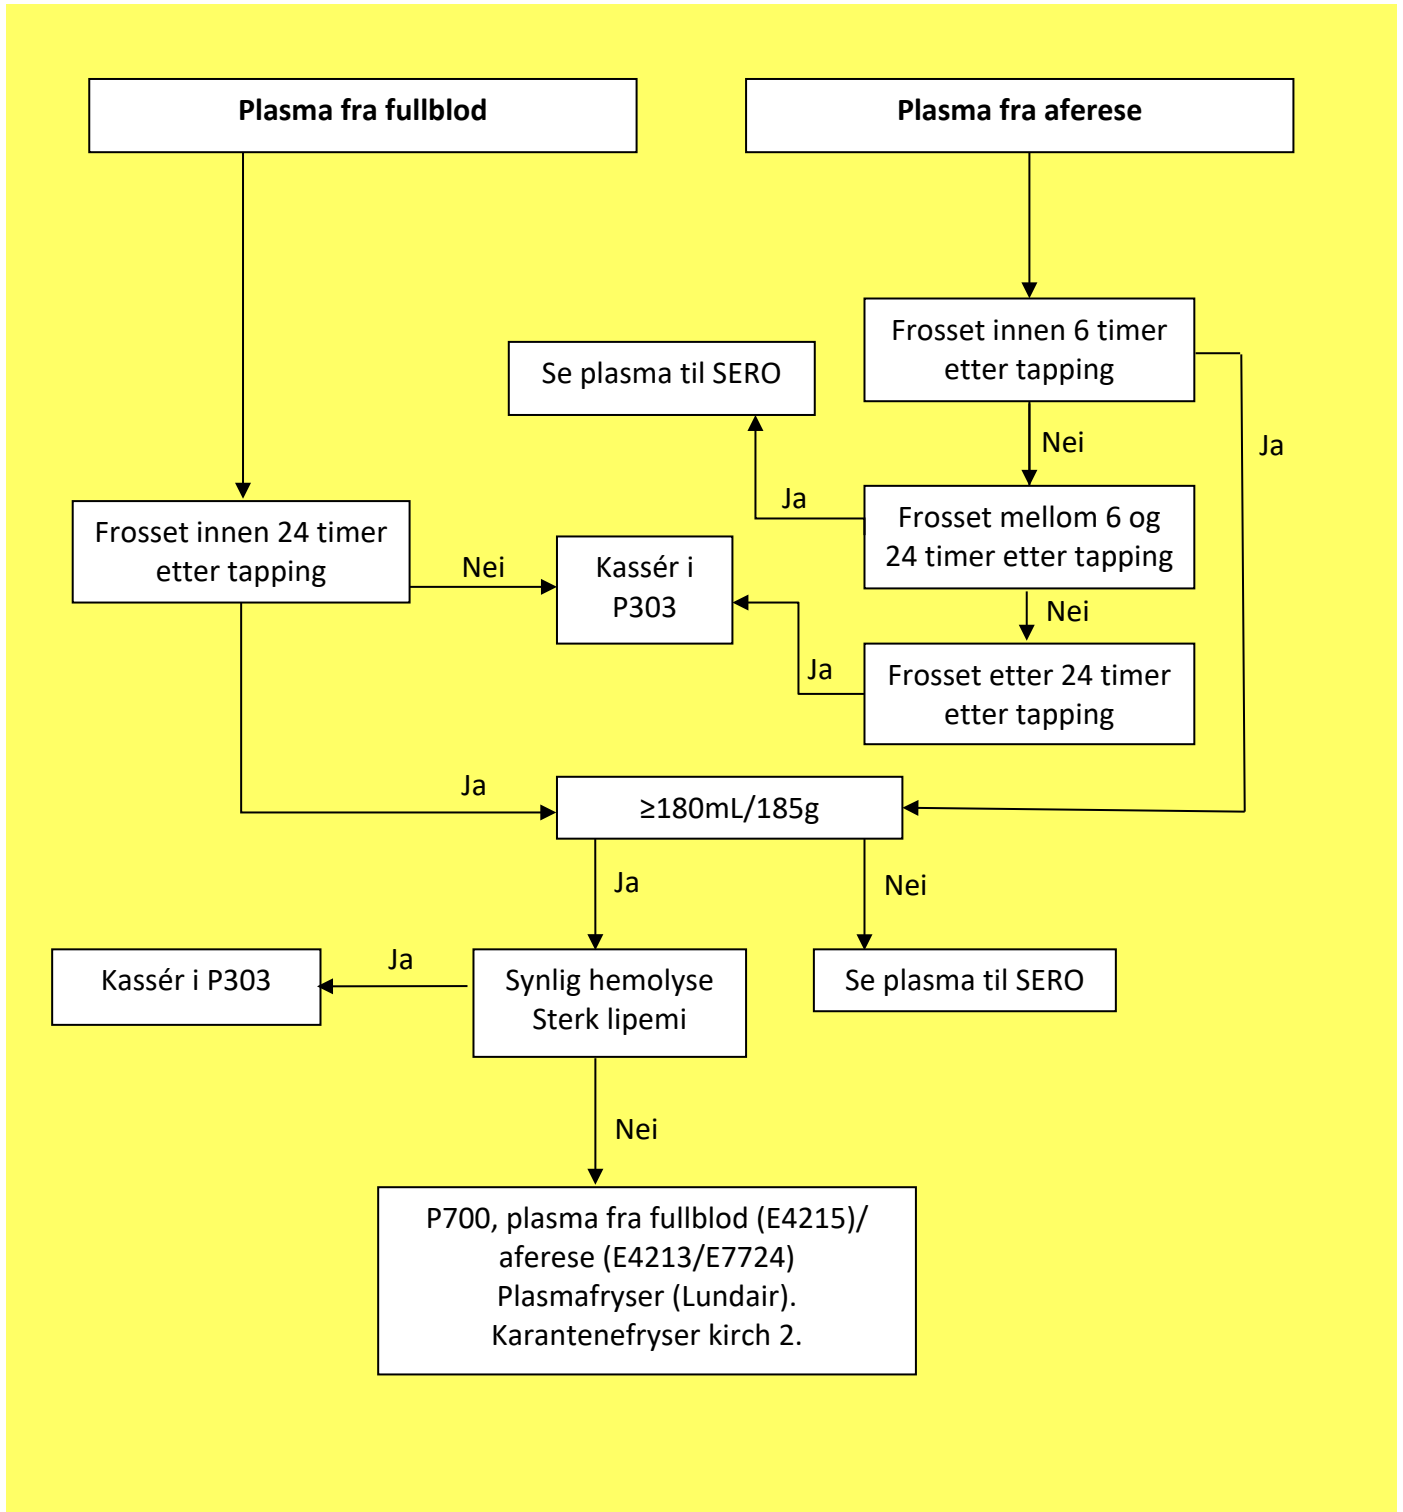 Plasma fra fullblod
Plasma fra aferese
Frosset innen 6 timer
etter tapping
Se plasma til SERO
Nei
Ja
Ja
Frosset mellom 6 og
24 timer etter tapping
Frosset innen 24 timer
etter tapping
Nei
Kassér i
P303
Nei
Ja
Frosset etter 24 timer
etter tapping
Ja
≥180mL/185g
Ja
Nei
Kassér i P303
Ja
Synlig hemolyse
Sterk lipemi
Se plasma til SERO
Nei
P700, plasma fra fullblod (E4215)/
aferese (E4213/E7724)
Plasmafryser (Lundair).
Karantenefryser kirch 2.